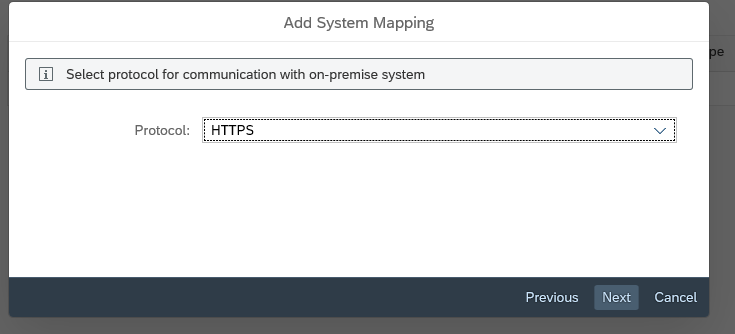 Add System Mapping
pe
i Select protocol for communication with on-premise system
Protocol: HTTPS
Previous Next Cancel